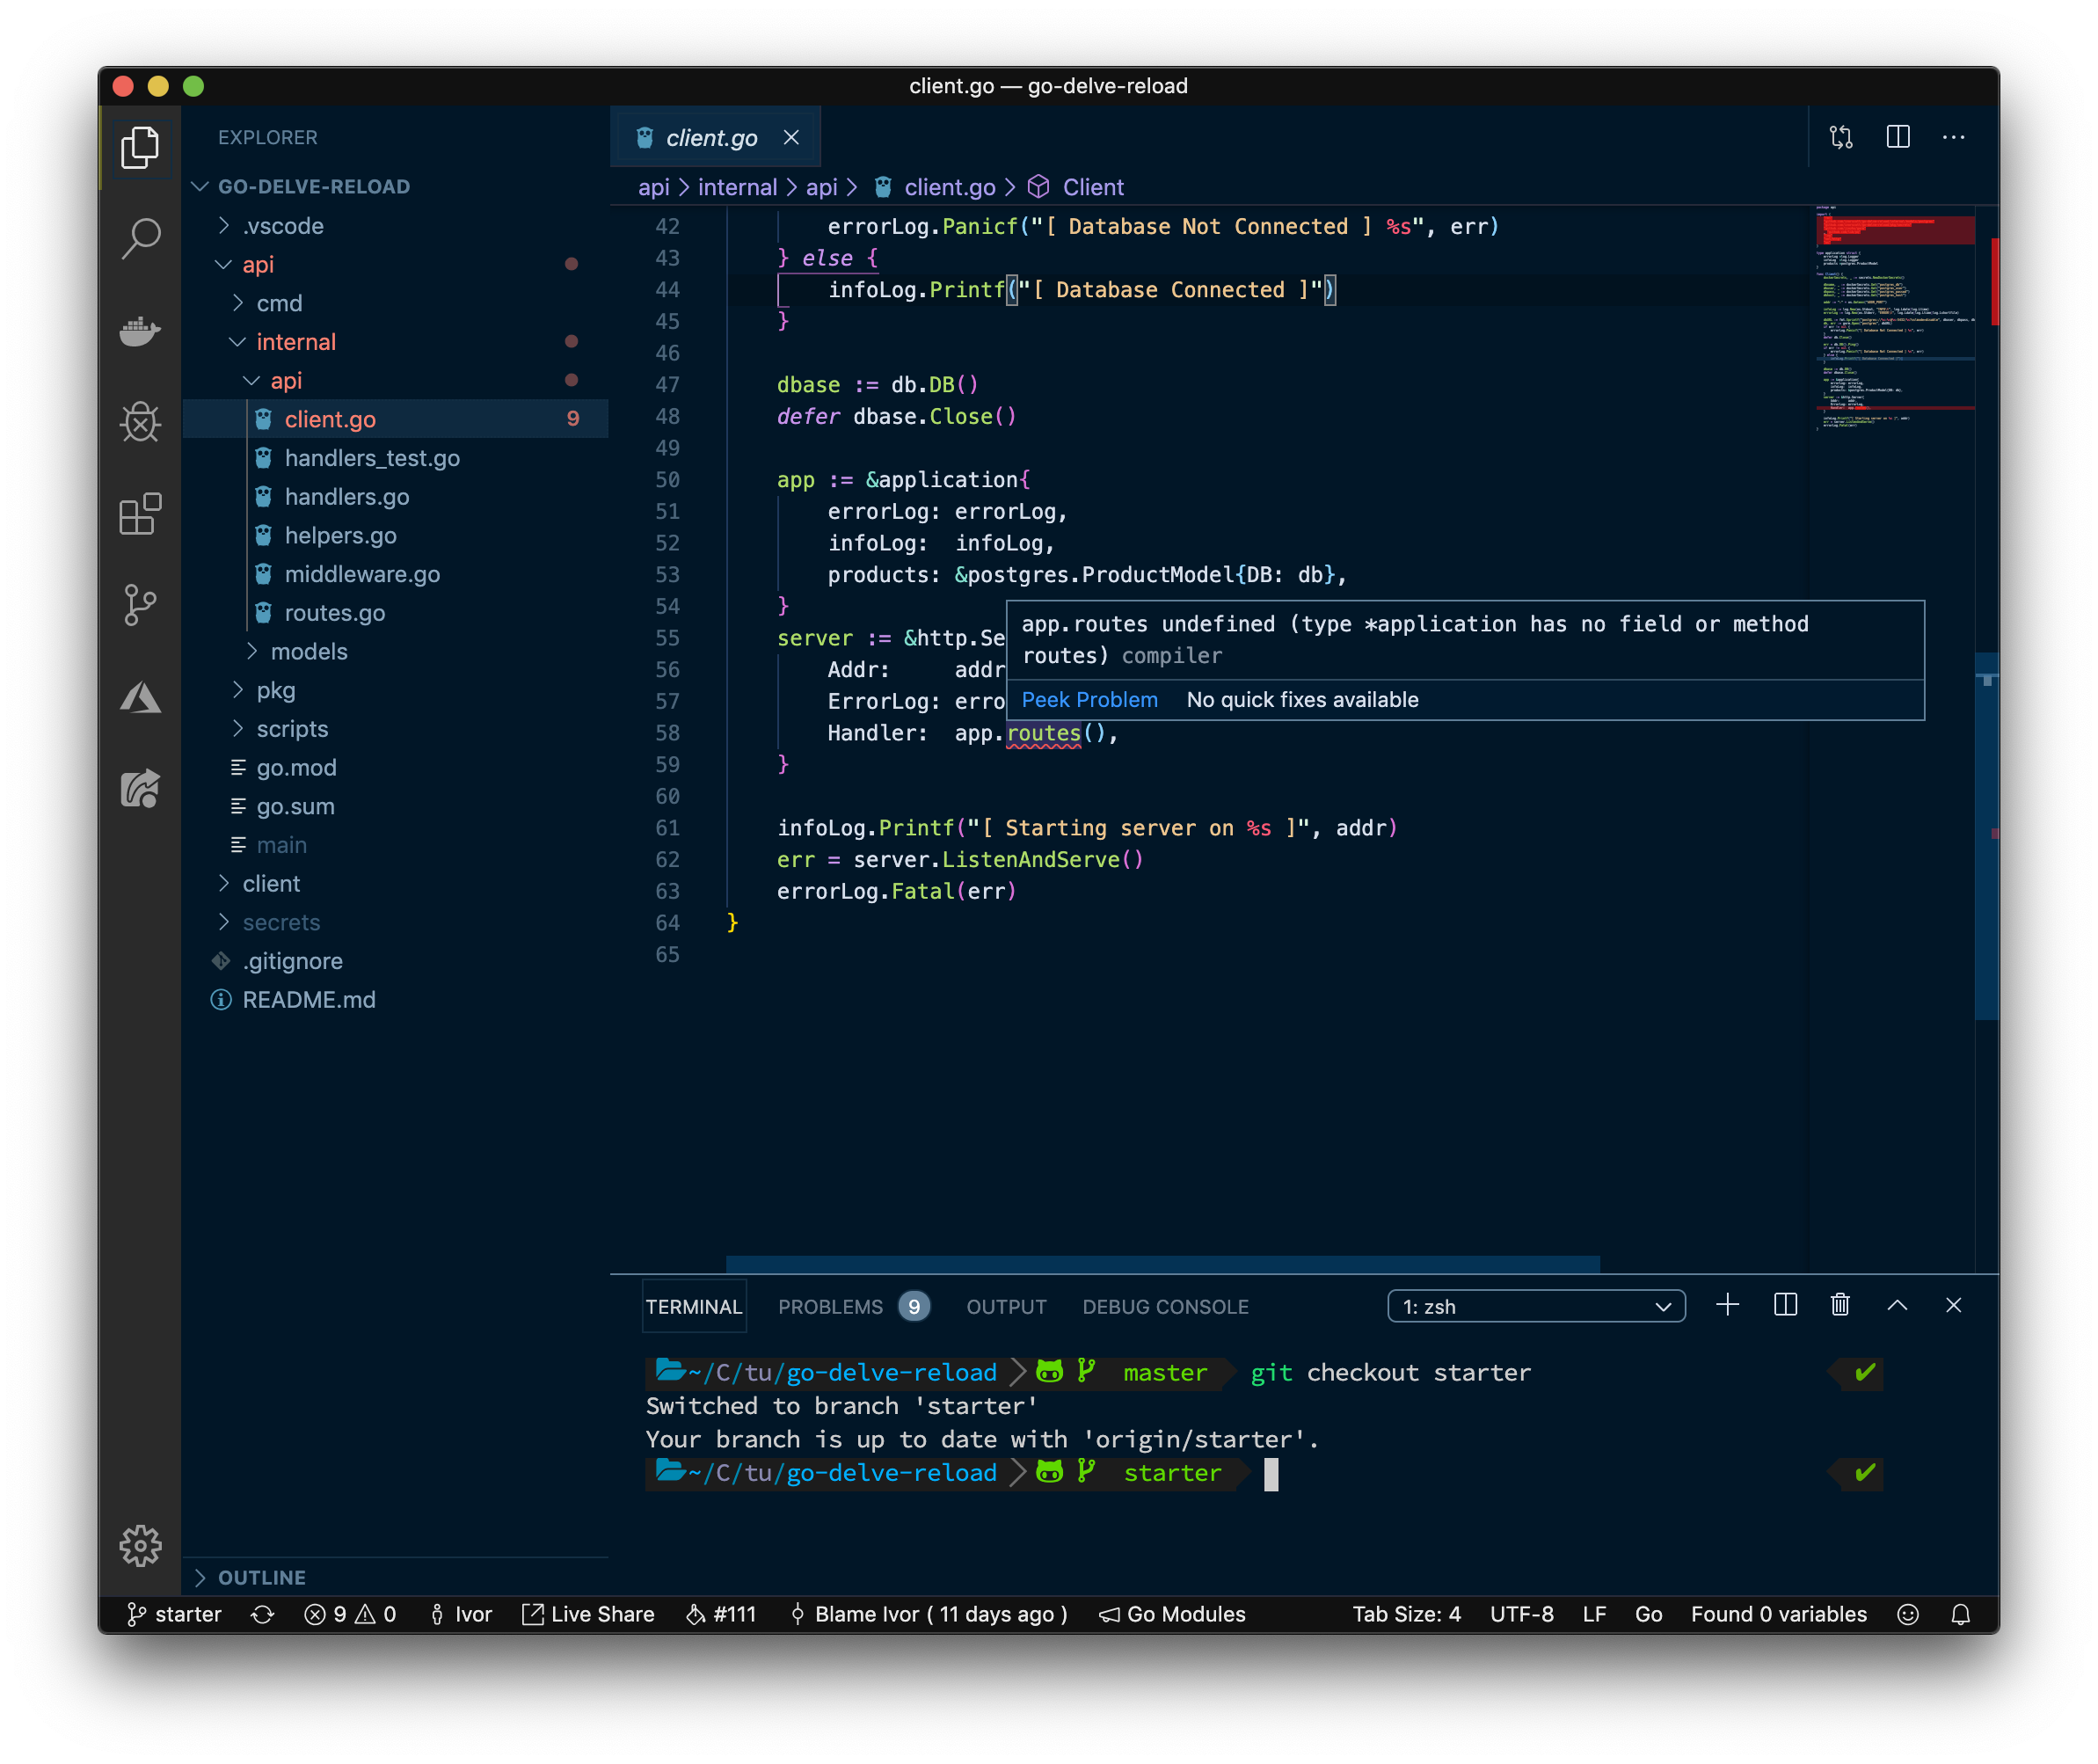 client.go — go-delve-reload
EXPLORER
GO-DELVE-RELOAD
.vscode
api
cmd
internal
api
client.go 9
handlers_test.go
handlers.go
helpers.go
middleware.go
routes.go
models
pkg
scripts
go.mod
go.sum
main
client
secrets
.gitignore
README.md
OUTLINE
client.go
api > internal > api > client.go > Client
42 errorLog.Panicf("[ Database Not Connected ] %s", err)
43 } else {
44 infoLog.Printf("[ Database Connected ]")
45 }
46
47 dbase := db.DB()
48 defer dbase.Close()
49
50 app := &application{
51 errorLog: errorLog,
52 infoLog: infoLog,
53 products: &postgres.ProductModel{DB: db},
54 }
55 server := &http.Se
56 Addr: addr
57 ErrorLog: erro
58 Handler: app.routes(),
59 }
60
61 infoLog.Printf("[ Starting server on %s ]", addr)
62 err = server.ListenAndServe()
63 errorLog.Fatal(err)
64 }
65
app.routes undefined (type *application has no field or method
routes) compiler
Peek Problem No quick fixes available
TERMINAL PROBLEMS 9 OUTPUT DEBUG CONSOLE 1: zsh
~/C/tu/go-delve-reload master git checkout starter ✔
Switched to branch 'starter'
Your branch is up to date with 'origin/starter'.
~/C/tu/go-delve-reload starter ✔
starter 9 0 Ivor Live Share #111 Blame Ivor ( 11 days ago ) Go Modules Tab Size: 4 UTF-8 LF Go Found 0 variables